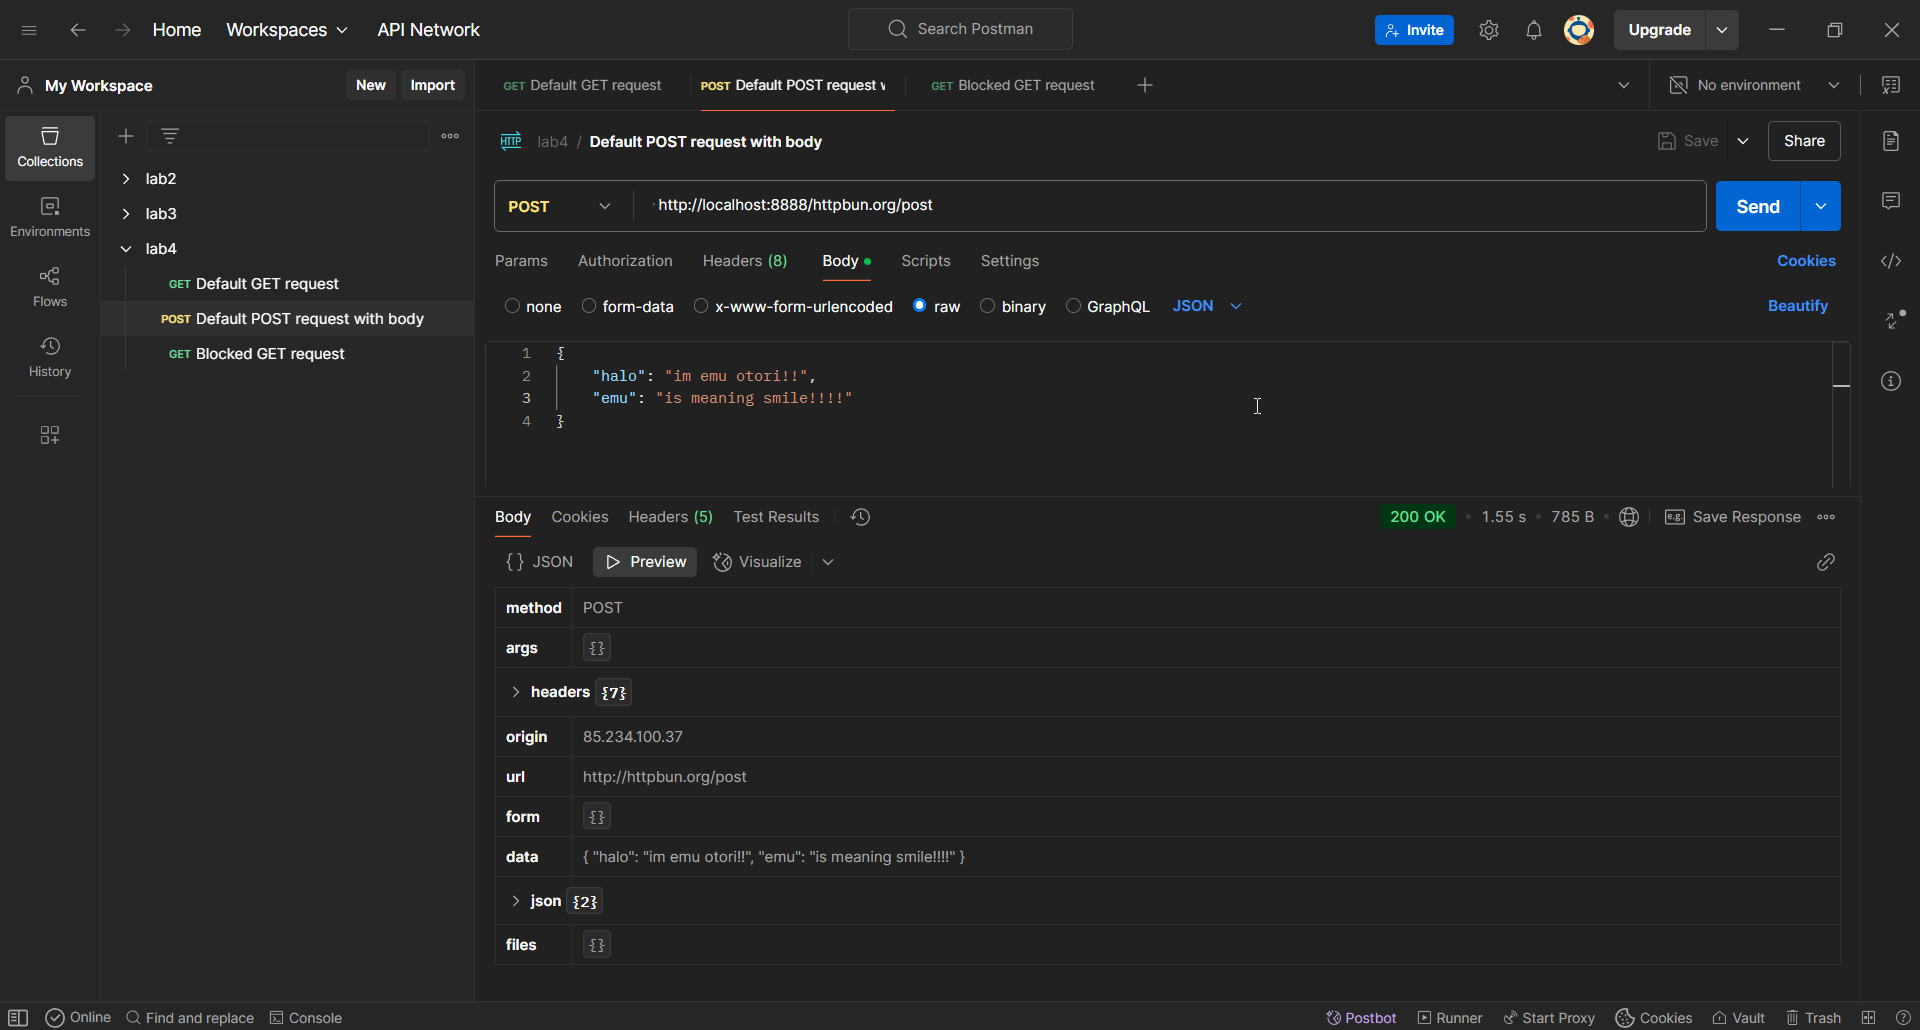 Home Workspaces API Network Search Postman Invite Upgrade
My Workspace New Import GET Default GET request POST Default POST request GET Blocked GET request No environment
Collections
Environments
Flows
History
lab2
lab3
lab4
GET Default GET request
POST Default POST request with body
GET Blocked GET request
HTTP lab4 / Default POST request with body Save Share
POST http://localhost:8888/httpbun.org/post Send
Params Authorization Headers (8) Body Scripts Settings Cookies
none form-data x-www-form-urlencoded raw binary GraphQL JSON Beautify
1 {
2 "halo": "im emu otori!!",
3 "emu": "is meaning smile!!!!"
4 }
Body Cookies Headers (5) Test Results 200 OK • 1.55 s • 785 B • e.g. Save Response
{} JSON Preview Visualize
method POST
args {}
headers {7}
origin 85.234.100.37
url http://httpbun.org/post
form {}
data { "halo": "im emu otori!!", "emu": "is meaning smile!!!!" }
json {2}
files {}
Online Find and replace Console Postbot Runner Start Proxy Cookies Vault Trash